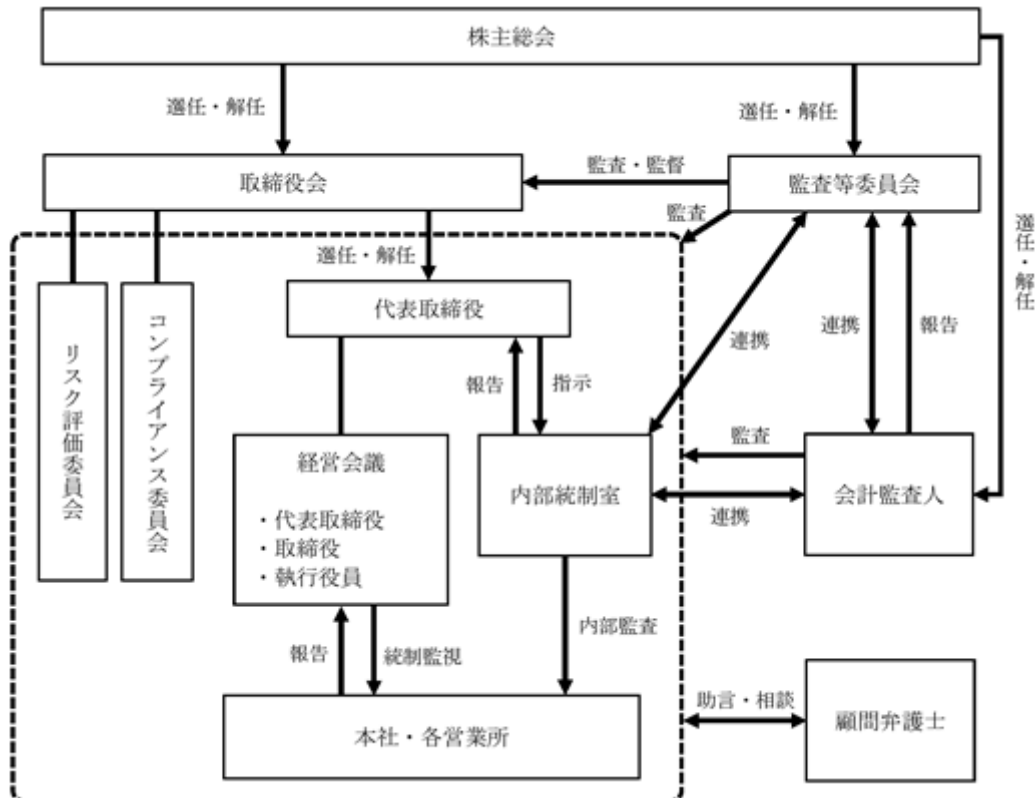 株主総会
選任・解任
選任・解任
選任・解任
取締役会
監査・監督
監査等委員会
監査
選任・解任
代表取締役
リスク評価委員会
コンプライアンス委員会
報告
指示
連携
連携
報告
経営会議
・代表取締役
・取締役
・執行役員
内部統制室
監査
連携
会計監査人
報告
統制監視
内部監査
本社・各営業所
助言・相談
顧問弁護士